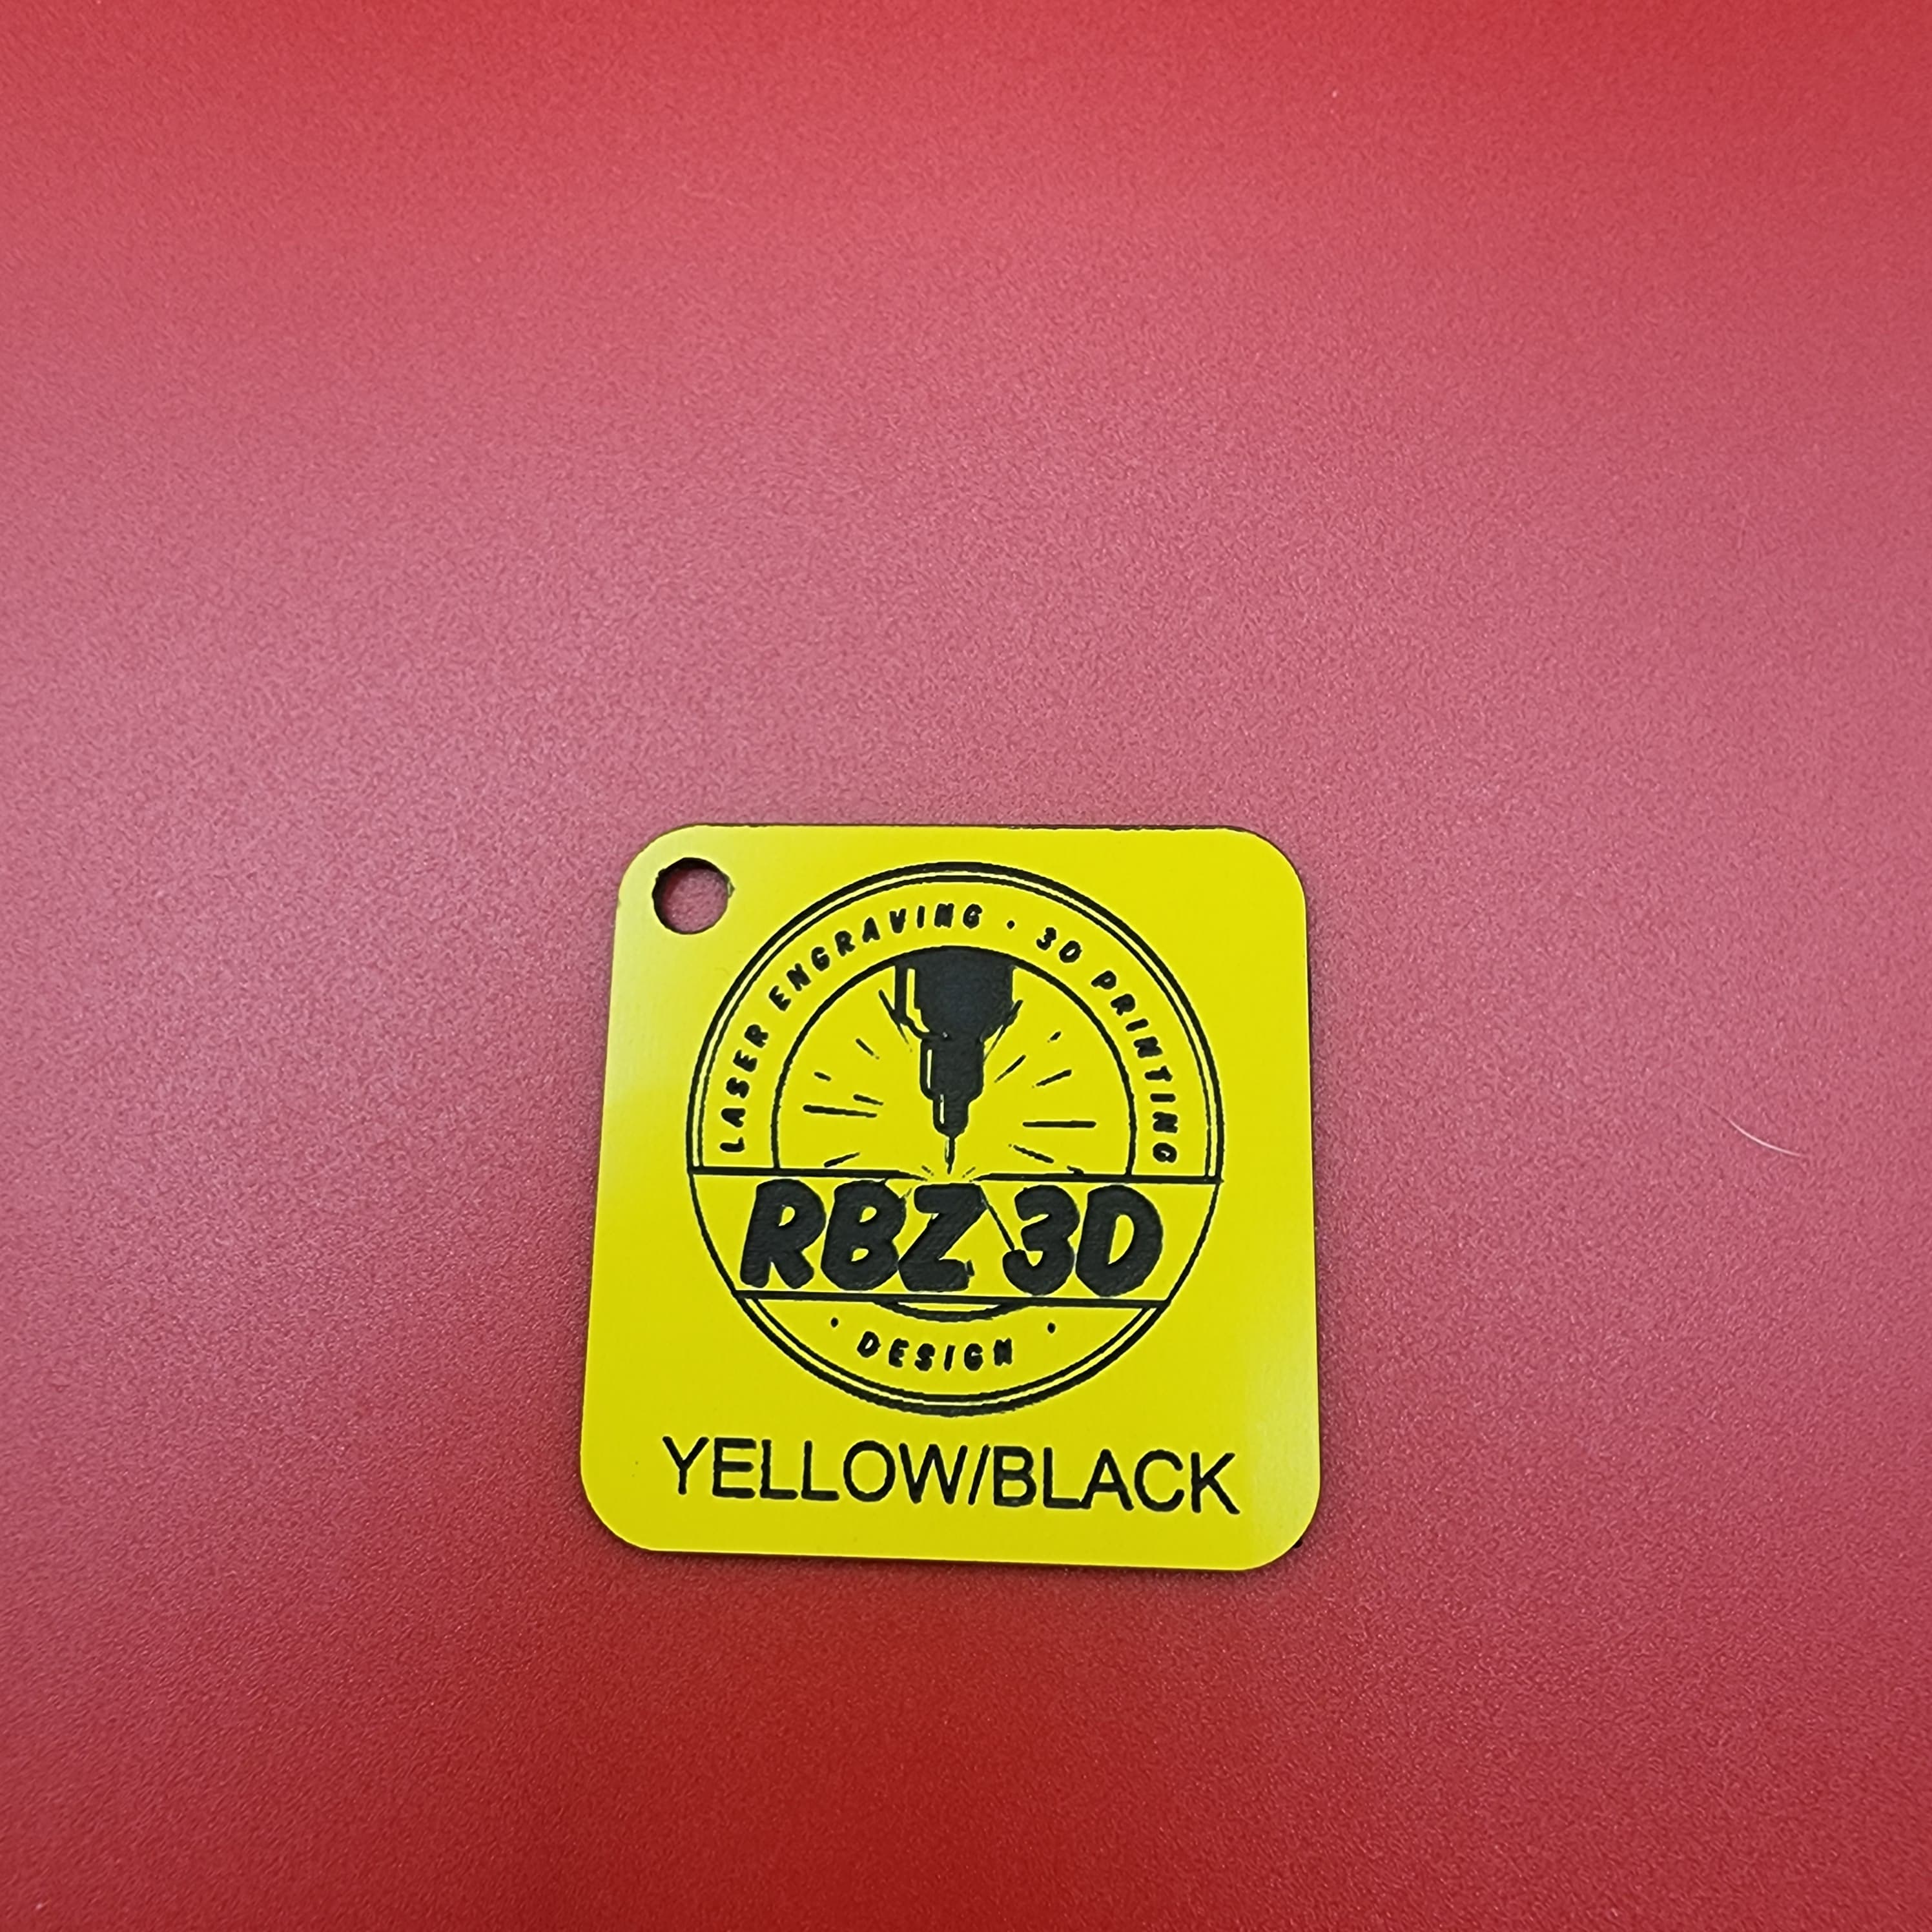 LASER ENGRAVING · 3D PRINTING
RBZ 3D
· DESIGN ·
YELLOW/BLACK